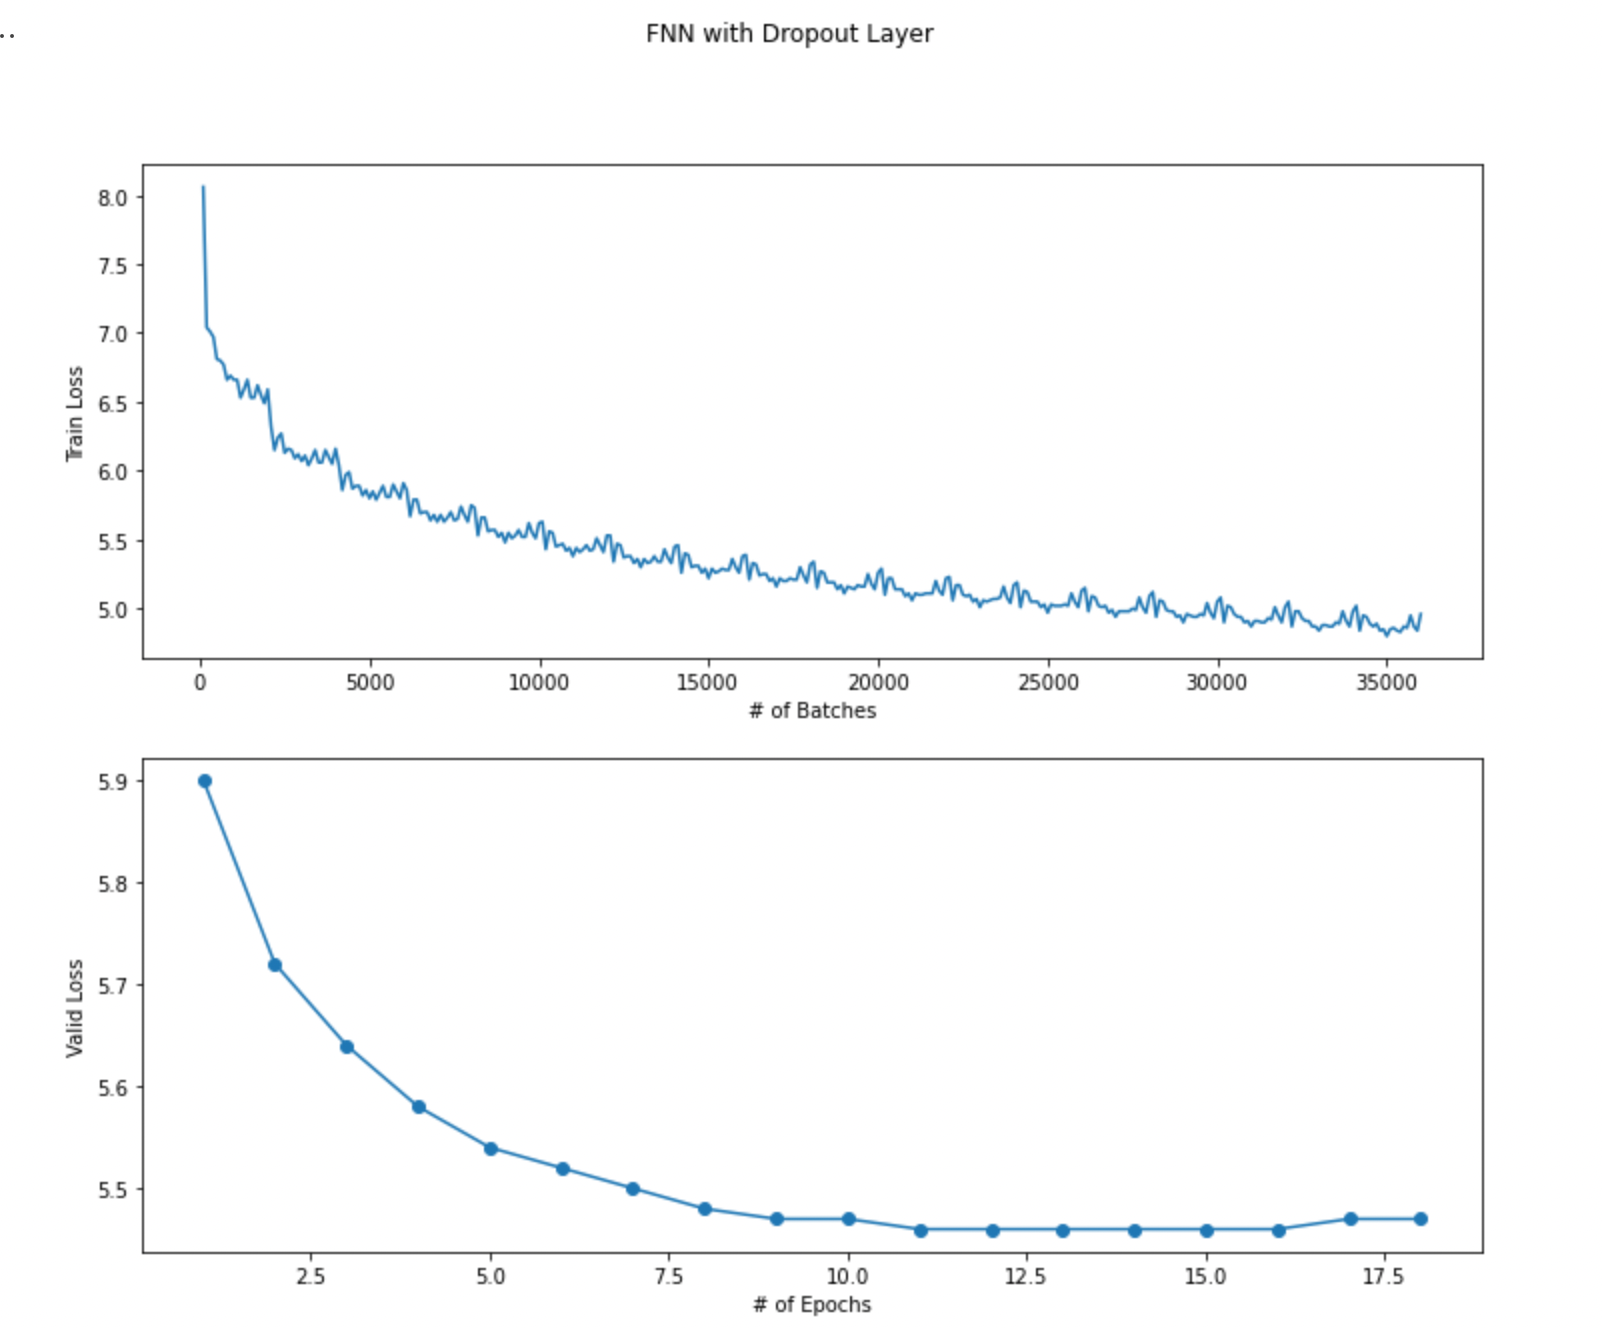 ..
FNN with Dropout Layer
8.0
7.5
7.0
6.5
6.0
5.5
5.0
Train Loss
0 5000 10000 15000 20000 25000 30000 35000
# of Batches
5.9
5.8
5.7
5.6
5.5
Valid Loss
2.5 5.0 7.5 10.0 12.5 15.0 17.5
# of Epochs